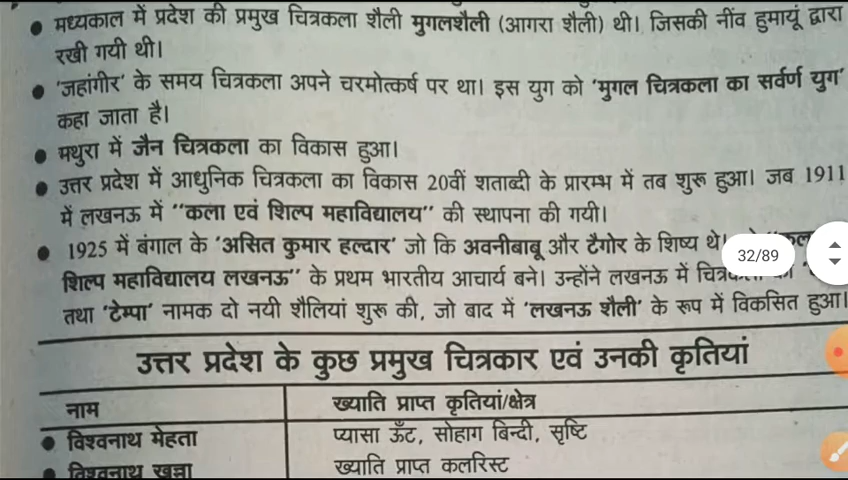 ● मध्यकाल में प्रदेश की प्रमुख चित्रकला शैली मुगलशैली (आगरा शैली) थी। जिसकी नींव हुमायूं द्वारा
रखी गयी थी।
● 'जहांगीर' के समय चित्रकला अपने चरमोत्कर्ष पर था। इस युग को 'मुगल चित्रकला का सर्वर्ण युग'
कहा जाता है।
● मथुरा में जैन चित्रकला का विकास हुआ।
● उत्तर प्रदेश में आधुनिक चित्रकला का विकास 20वीं शताब्दी के प्रारम्भ में तब शुरू हुआ। जब 1911
में लखनऊ में "कला एवं शिल्प महाविद्यालय" की स्थापना की गयी।
● 1925 में बंगाल के 'असित कुमार हल्दार' जो कि अवनीबाबू और टैगोर के शिष्य थे।
32/89
शिल्प महाविद्यालय लखनऊ" के प्रथम भारतीय आचार्य बने। उन्होंने लखनऊ में
तथा 'टेम्पा' नामक दो नयी शैलियां शुरू की, जो बाद में 'लखनऊ शैली' के रूप में विकसित हुआ।
उत्तर प्रदेश के कुछ प्रमुख चित्रकार एवं उनकी कृतियां
नाम ख्याति प्राप्त कृतियां/क्षेत्र
● विश्वनाथ मेहता प्यासा ऊँट, सोहाग बिन्दी, सृष्टि
● विश्वनाथ खन्ना ख्याति प्राप्त कलरिस्ट